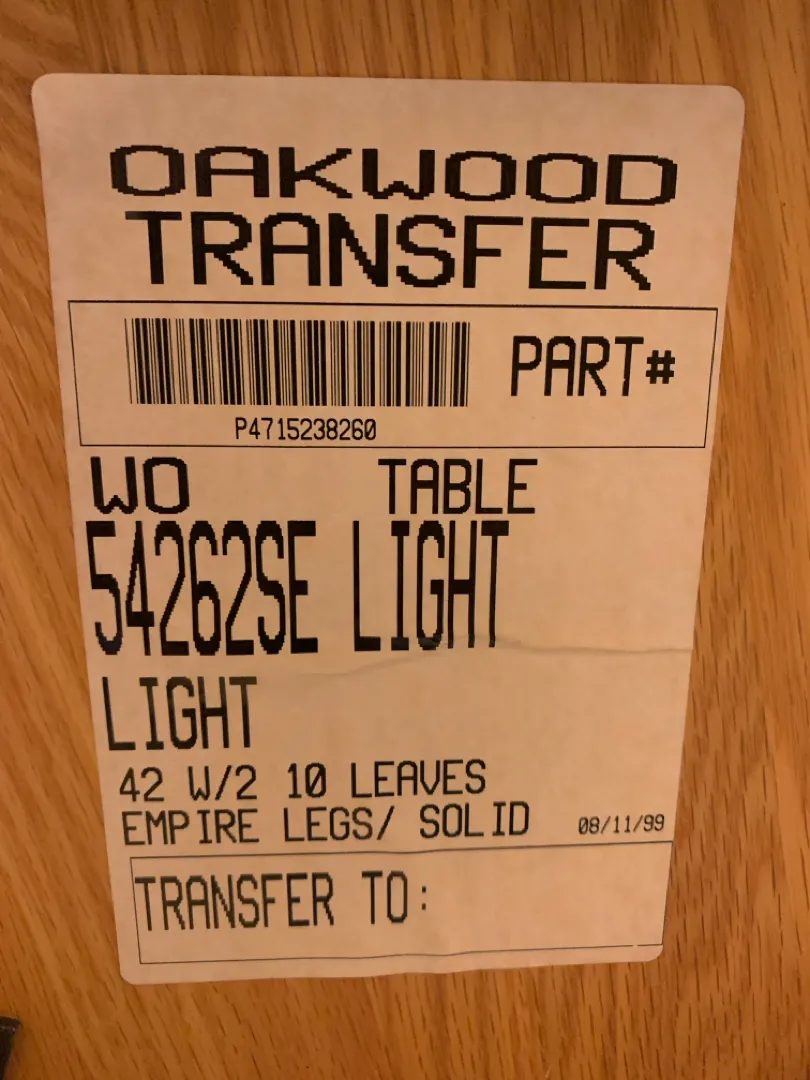 OAKWOOD
TRANSFER
PART#
P4715238260
WO TABLE
54262SE LIGHT
LIGHT
42 W/2 10 LEAVES
EMPIRE LEGS/ SOLID 08/11/99
TRANSFER TO: